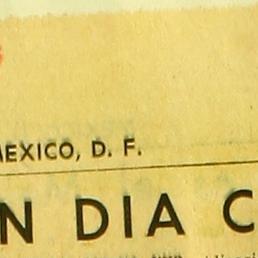 MEXICO, D. F.
N DIA C